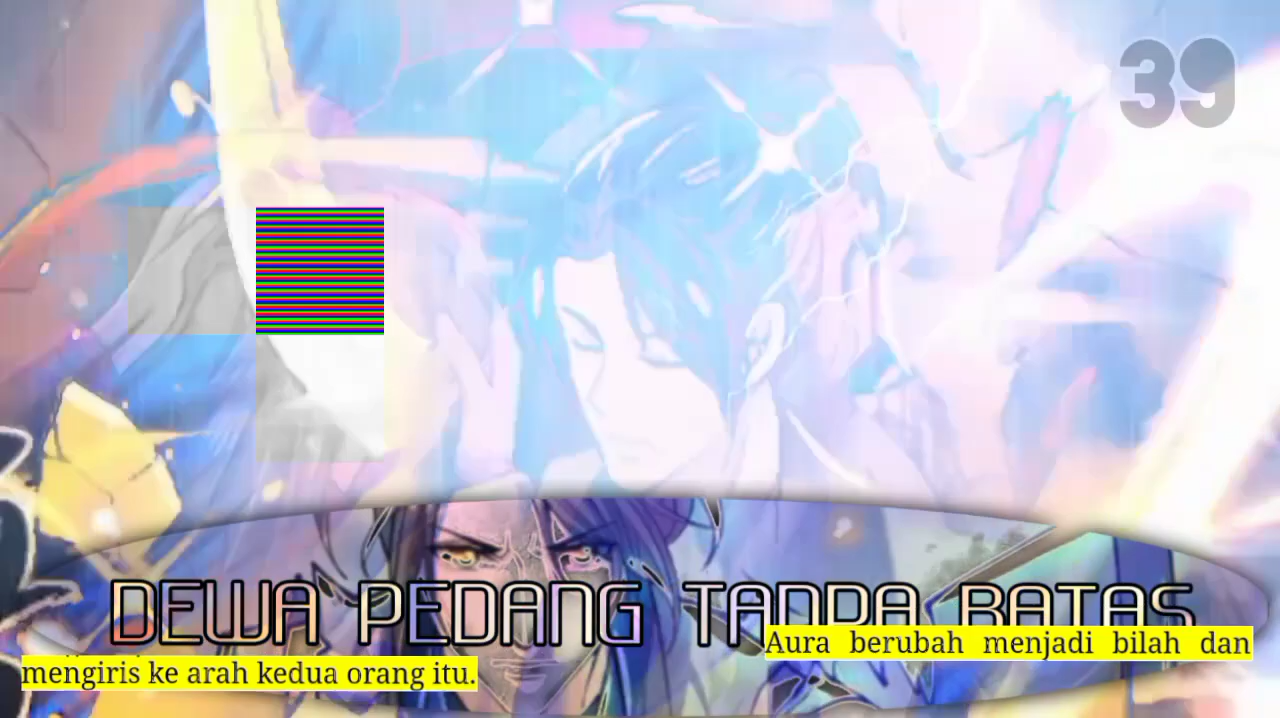 39
DEWA PEDANG TANPA BATAS
Aura berubah menjadi bilah dan
mengiris ke arah kedua orang itu.